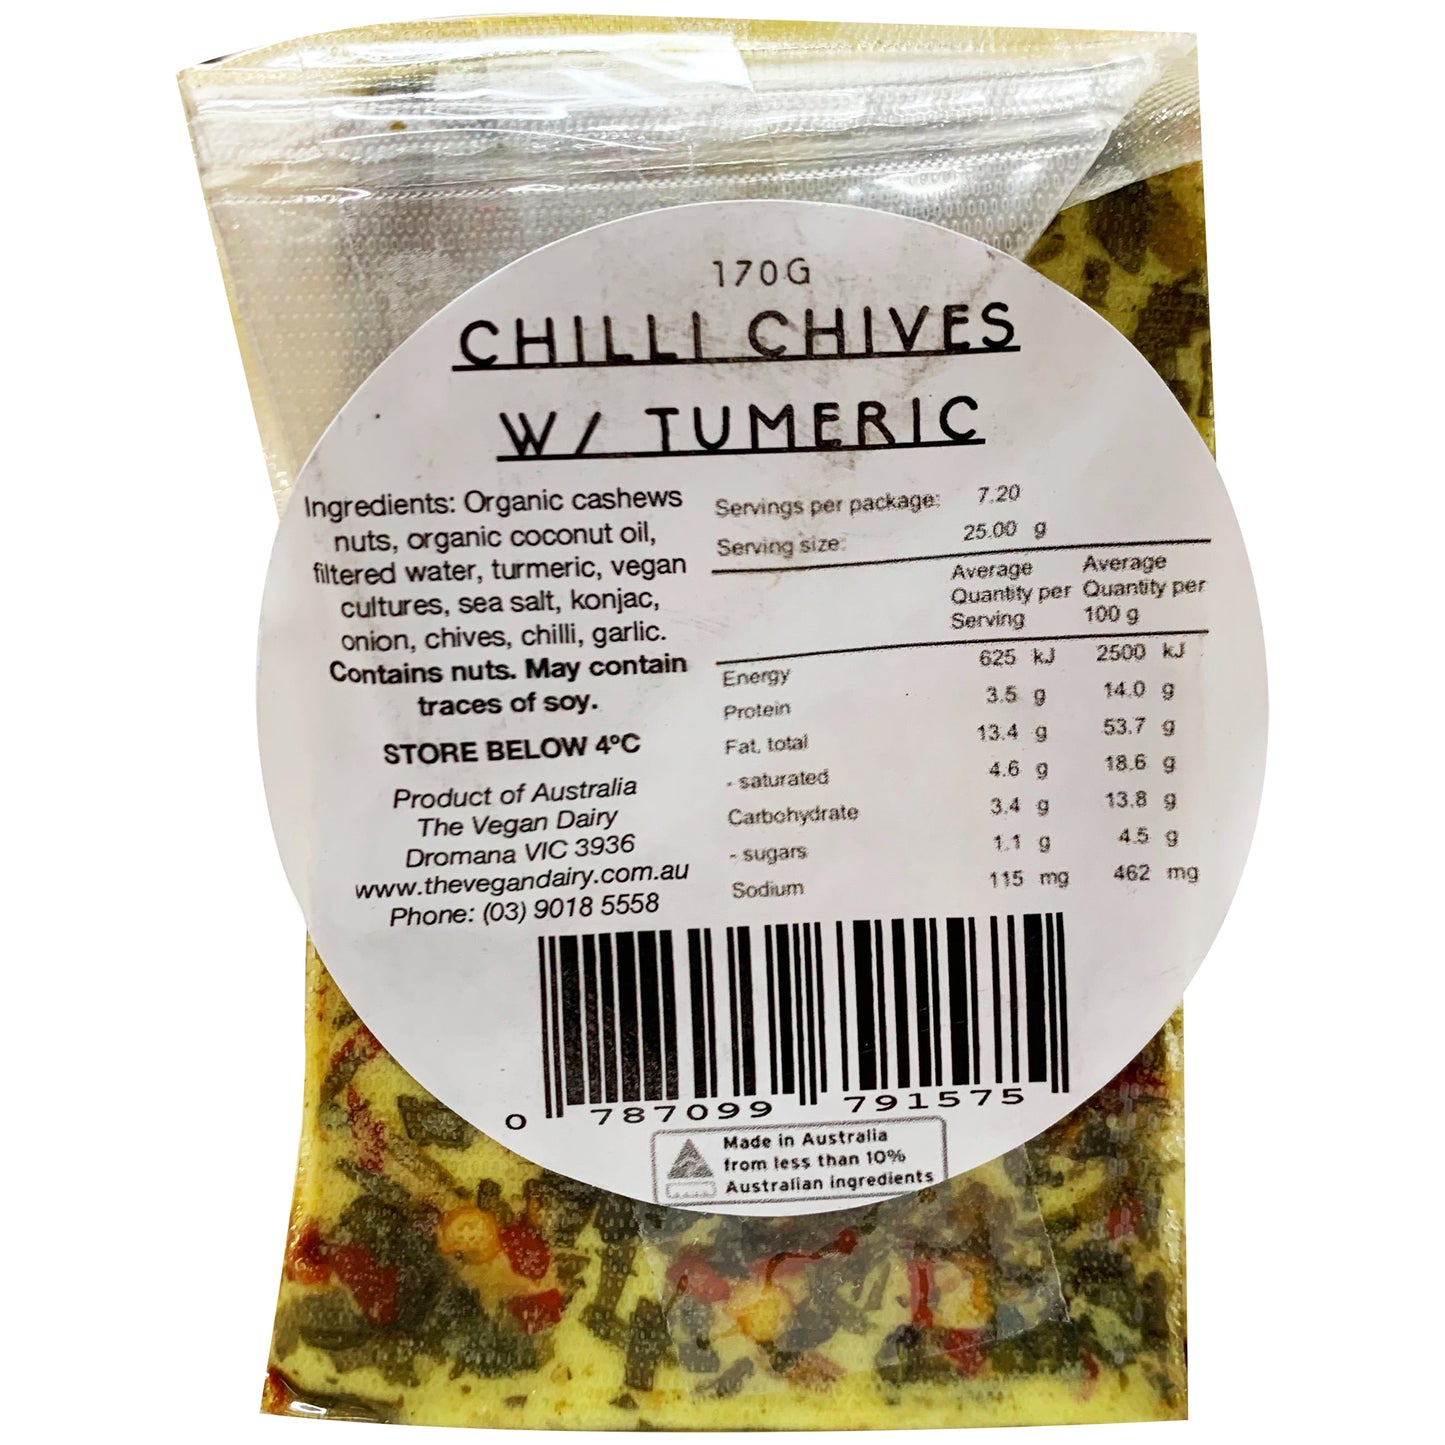 170G
CHILLI CHIVES
W/ TUMERIC
Ingredients: Organic cashews
nuts, organic coconut oil,
filtered water, turmeric, vegan
cultures, sea salt, konjac,
onion, chives, chilli, garlic.
Contains nuts. May contain
traces of soy.
STORE BELOW 4ºC
Product of Australia
The Vegan Dairy
Dromana VIC 3936
www.thevegandairy.com.au
Phone: (03) 9018 5558
Servings per package: 7.20
Serving size: 25.00 g
Average Average
Quantity per Quantity per
Serving 100 g
Energy 625 kJ 2500 kJ
Protein 3.5 g 14.0 g
Fat, total 13.4 g 53.7 g
- saturated 4.6 g 18.6 g
Carbohydrate 3.4 g 13.8 g
- sugars 1.1 g 4.5 g
Sodium 115 mg 462 mg
0 787099 791575
Made in Australia
from less than 10%
Australian ingredients